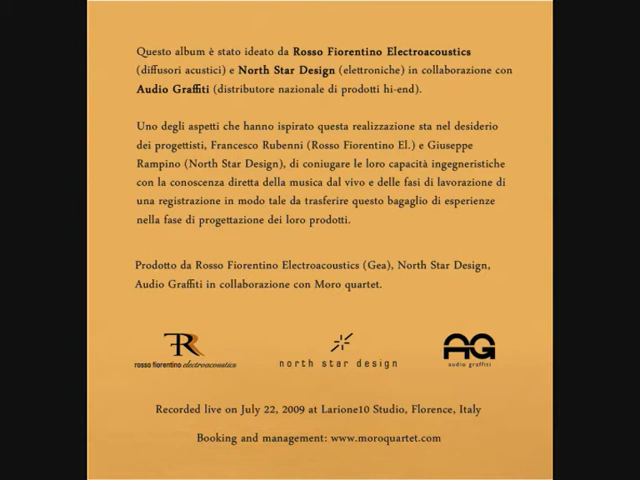 Questo album è stato ideato da Rosso Fiorentino Electroacoustics
(diffusori acustici) e North Star Design (elettroniche) in collaborazione con
Audio Graffiti (distributore nazionale di prodotti hi-end).
Uno degli aspetti che hanno ispirato questa realizzazione sta nel desiderio
dei progettisti, Francesco Rubenni (Rosso Fiorentino El.) e Giuseppe
Rampino (North Star Design), di coniugare le loro capacità ingegneristiche
con la conoscenza diretta della musica dal vivo e delle fasi di lavorazione di
una registrazione in modo tale da trasferire questo bagaglio di esperienze
nella fase di progettazione dei loro prodotti.
Prodotto da Rosso Fiorentino Electroacoustics (Gea), North Star Design,
Audio Graffiti in collaborazione con Moro quartet.
rosso fiorentino electroacoustics
north star design
AG
audio graffiti
Recorded live on July 22, 2009 at Larione10 Studio, Florence, Italy
Booking and management: www.moroquartet.com